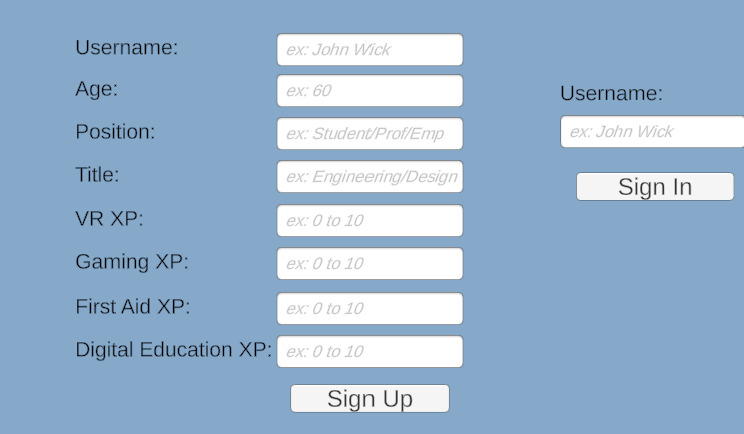 Username: ex: John Wick
Age: ex: 60
Position: ex: Student/Prof/Emp
Title: ex: Engineering/Design
VR XP: ex: 0 to 10
Gaming XP: ex: 0 to 10
First Aid XP: ex: 0 to 10
Digital Education XP: ex: 0 to 10
Sign Up
Username:
ex: John Wick
Sign In